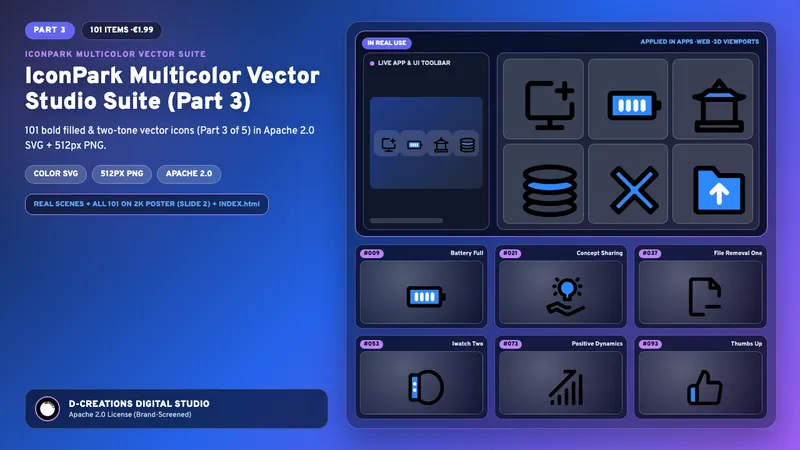 PART 3
101 ITEMS · €1.99
ICONPARK MULTICOLOR VECTOR SUITE
IconPark Multicolor Vector
Studio Suite (Part 3)
101 bold filled & two-tone vector icons (Part 3 of 5) in Apache 2.0
SVG + 512px PNG.
COLOR SVG
512PX PNG
APACHE 2.0
REAL SCENES + ALL 101 ON 2K POSTER (SLIDE 2) + INDEX.html
D-CREATIONS DIGITAL STUDIO
Apache 2.0 License (Brand-Screened)
IN REAL USE
APPLIED IN APPS · WEB · 3D VIEWPORTS
LIVE APP & UI TOOLBAR
#009
Battery Full
#021
Concept Sharing
#037
File Removal One
#053
Iwatch Two
#073
Positive Dynamics
#093
Thumbs Up